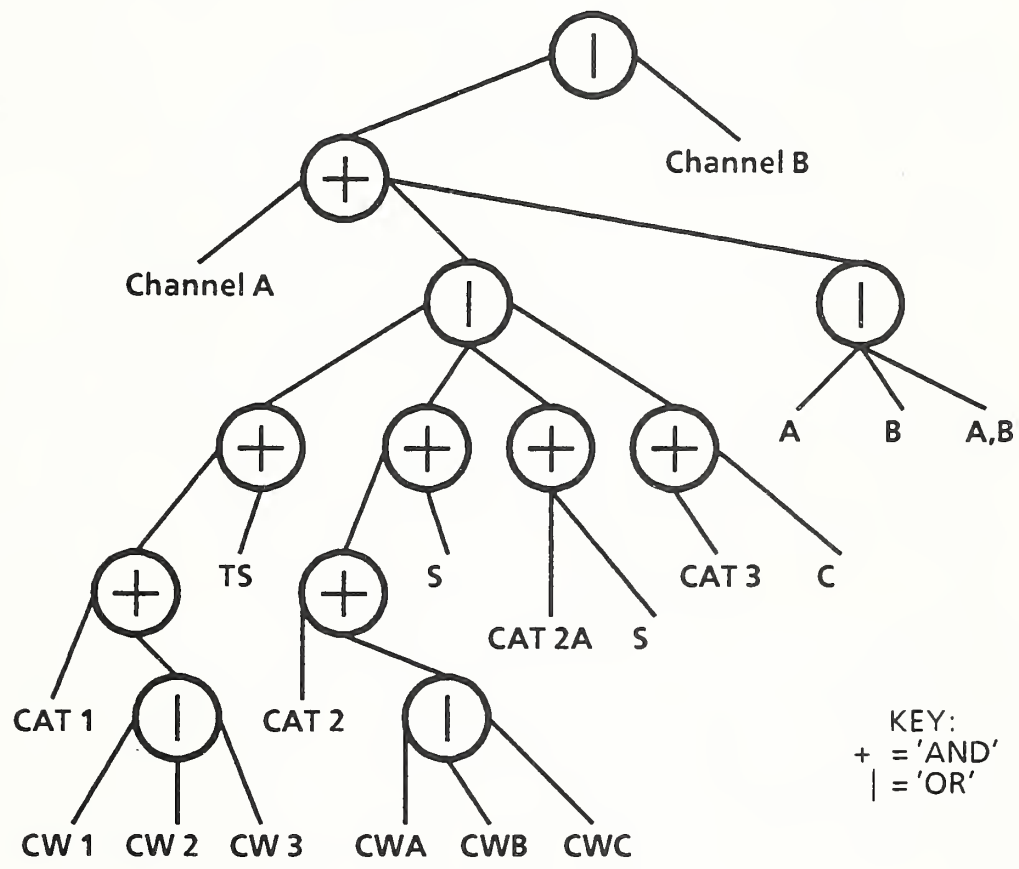 |
Channel B
+
Channel A
|
|
A B A,B
+ + + +
TS S CAT 3 C
+ +
CAT 2A S
CAT 1 | CAT 2 |
KEY:
+ = 'AND'
| = 'OR'
CW 1 CW 2 CW 3 CWA CWB CWC